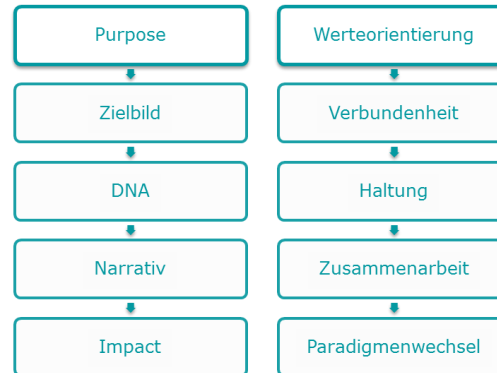 Purpose
Zielbild
DNA
Narrativ
Impact
Werteorientierung
Verbundenheit
Haltung
Zusammenarbeit
Paradigmenwechsel